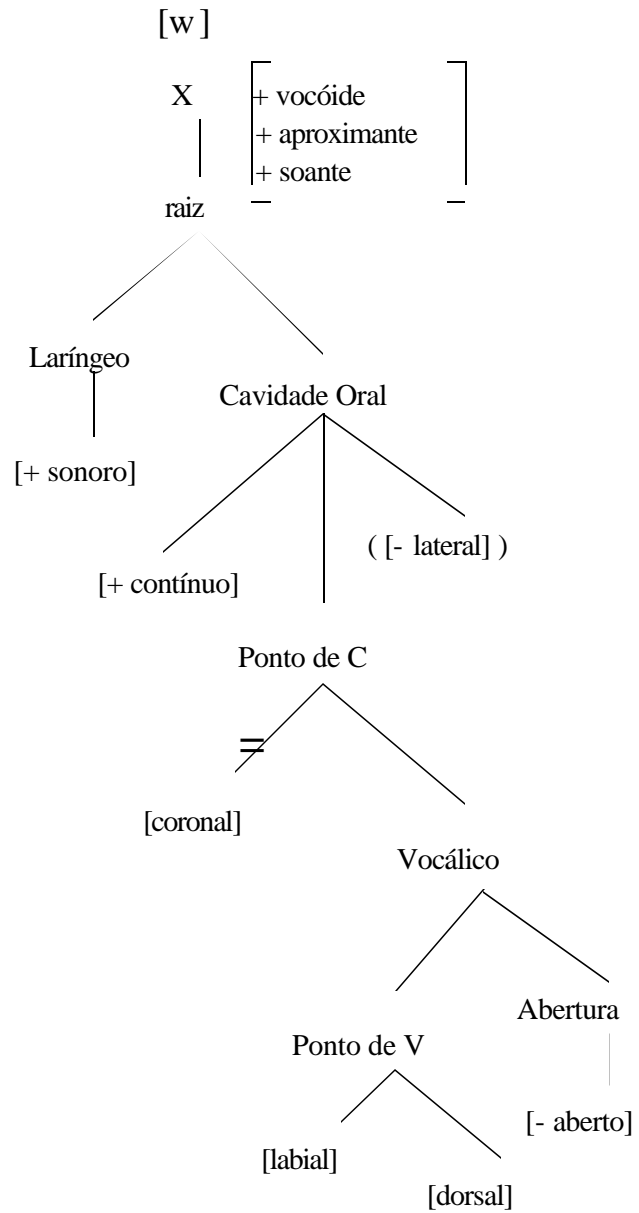 [w]
X
+ vocóide
+ aproximante
+ soante
raiz
Laríngeo
Cavidade Oral
[+ sonoro]
( [- lateral] )
[+ contínuo]
Ponto de C
=
[coronal]
Vocálico
Abertura
Ponto de V
[- aberto]
[labial]
[dorsal]